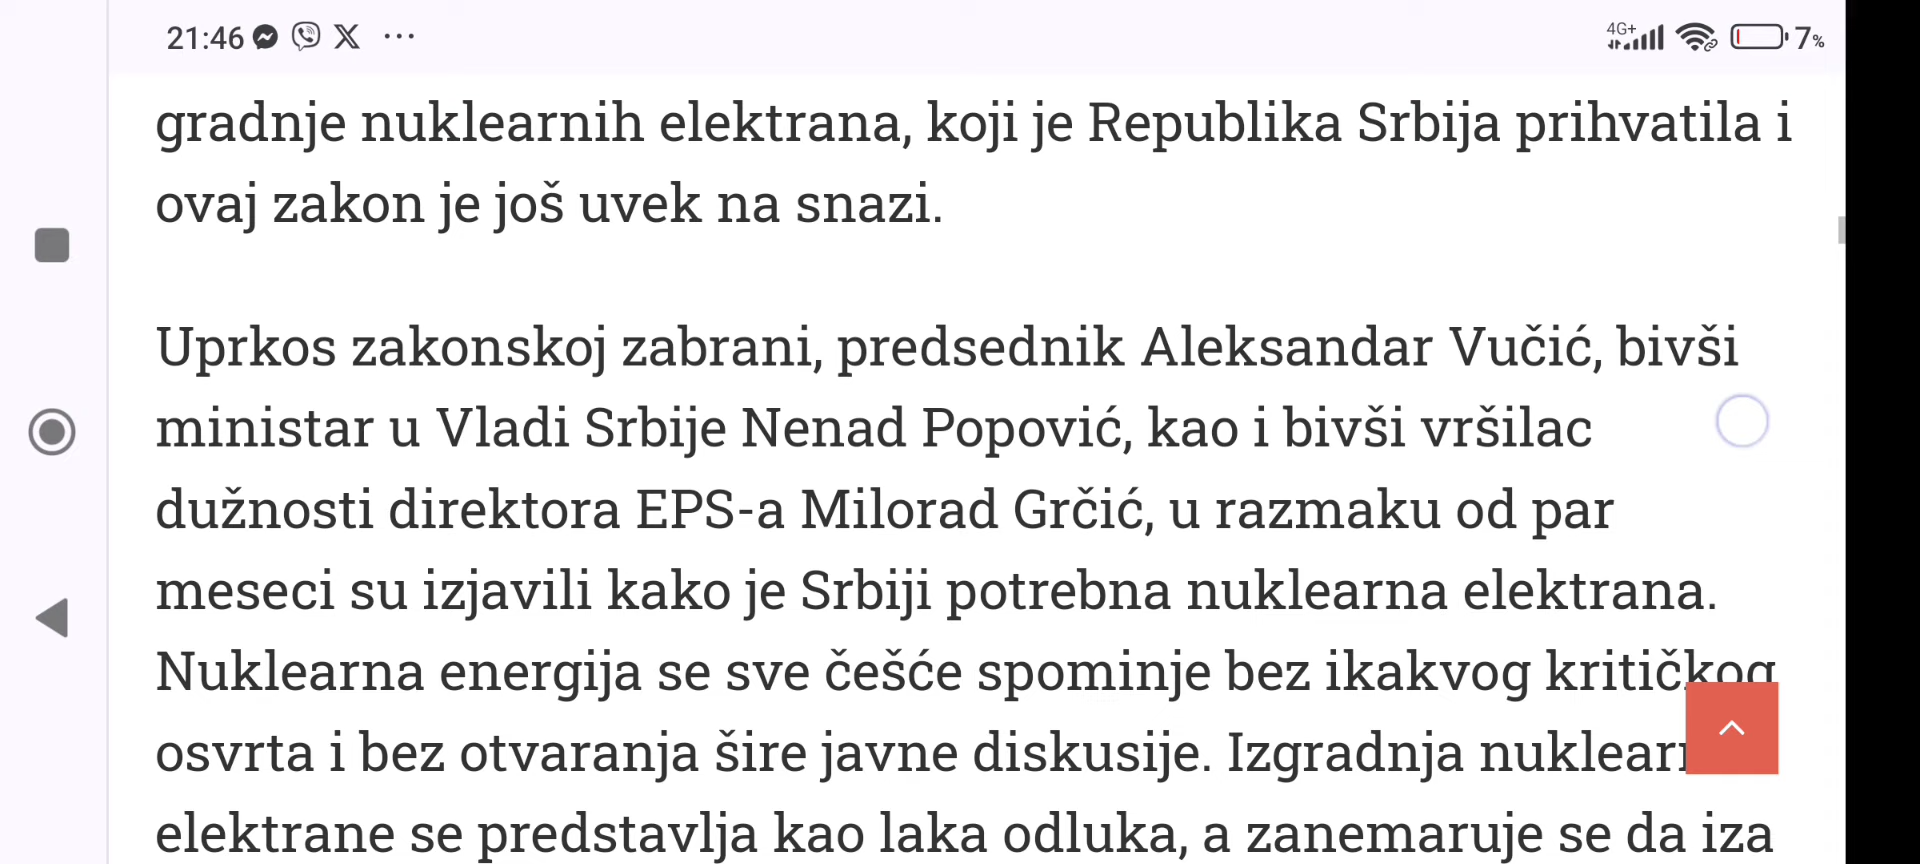 21:46
4G+
7%
gradnje nuklearnih elektrana, koji je Republika Srbija prihvatila i
ovaj zakon je još uvek na snazi.
Uprkos zakonskoj zabrani, predsednik Aleksandar Vučić, bivši
ministar u Vladi Srbije Nenad Popović, kao i bivši vršilac
dužnosti direktora EPS-a Milorad Grčić, u razmaku od par
meseci su izjavili kako je Srbiji potrebna nuklearna elektrana.
Nuklearna energija se sve češće spominje bez ikakvog kritičkog
osvrta i bez otvaranja šire javne diskusije. Izgradnja
elektrane se predstavlja kao laka odluka, a zanemaruje se da iza